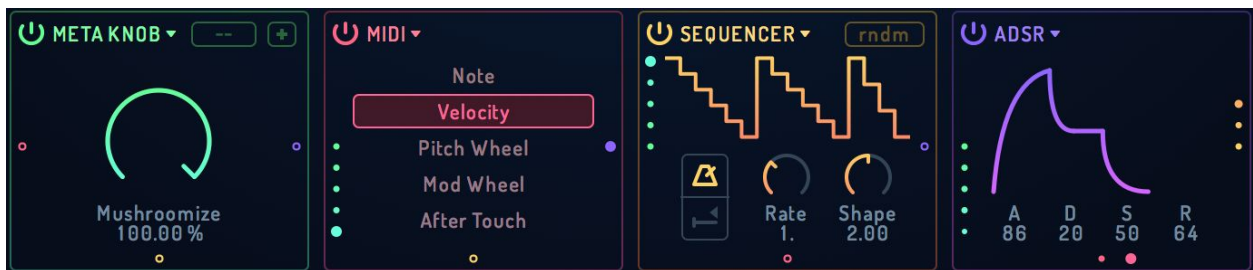 META KNOB -- +
Mushroomize
100.00 %
MIDI
Note
Velocity
Pitch Wheel
Mod Wheel
After Touch
SEQUENCER rndm
Rate Shape
1. 2.00
ADSR
A D S R
86 20 50 64